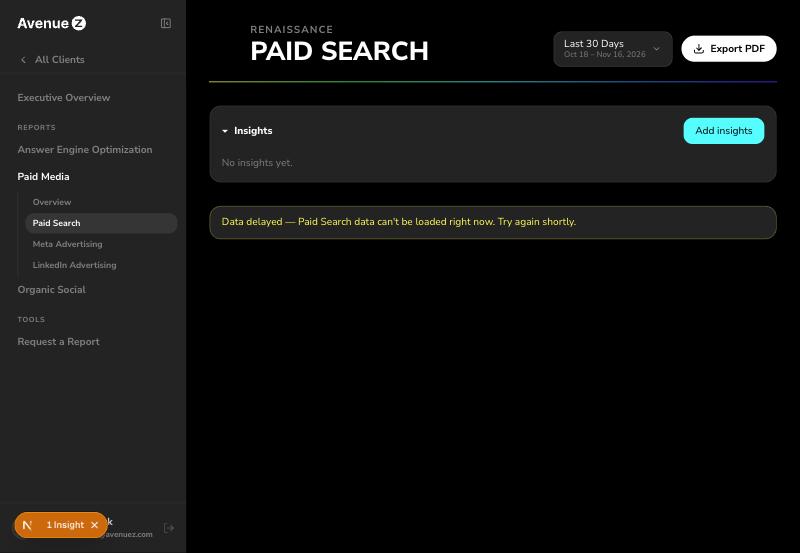 Avenue Z
All Clients
Executive Overview
REPORTS
Answer Engine Optimization
Paid Media
Overview
Paid Search
Meta Advertising
LinkedIn Advertising
Organic Social
TOOLS
Request a Report
N 1 Insight
k
@avenuez.com
RENAISSANCE
PAID SEARCH
Last 30 Days
Oct 18 – Nov 16, 2026
Export PDF
Insights
Add insights
No insights yet.
Data delayed — Paid Search data can't be loaded right now. Try again shortly.